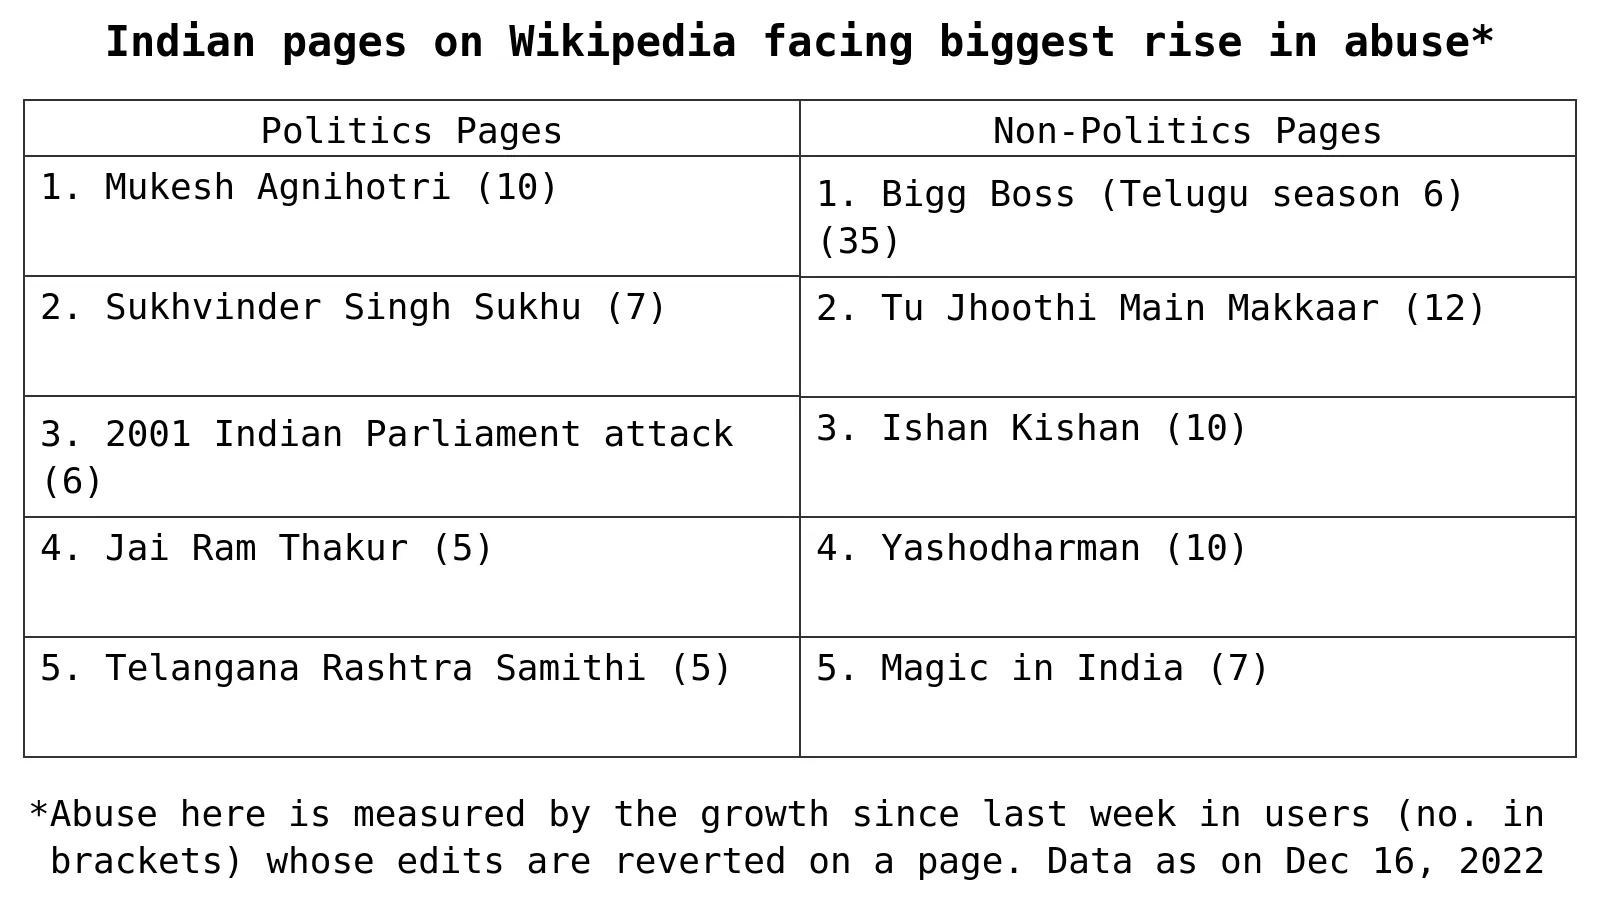 Indian pages on Wikipedia facing biggest rise in abuse*
Politics Pages
Non-Politics Pages
1. Mukesh Agnihotri (10)
1. Bigg Boss (Telugu season 6)
(35)
2. Sukhvinder Singh Sukhu (7)
2. Tu Jhoothi Main Makkaar (12)
3. 2001 Indian Parliament attack
(6)
3. Ishan Kishan (10)
4. Jai Ram Thakur (5)
4. Yashodharman (10)
5. Telangana Rashtra Samithi (5)
5. Magic in India (7)
*Abuse here is measured by the growth since last week in users (no. in
brackets) whose edits are reverted on a page. Data as on Dec 16, 2022